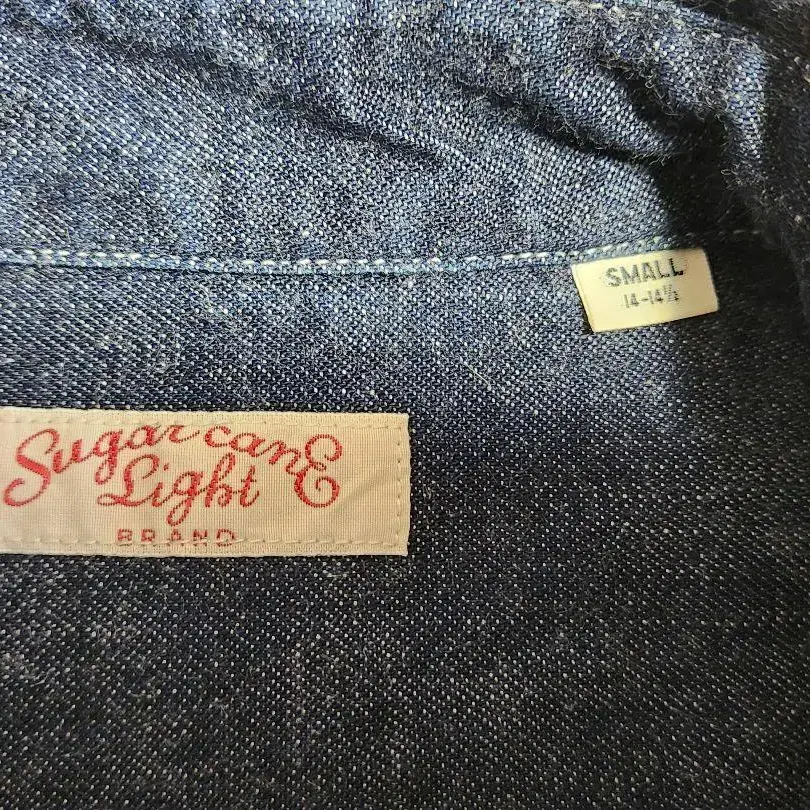 SMALL
14-14½
Sugar canE
Light
BRAND